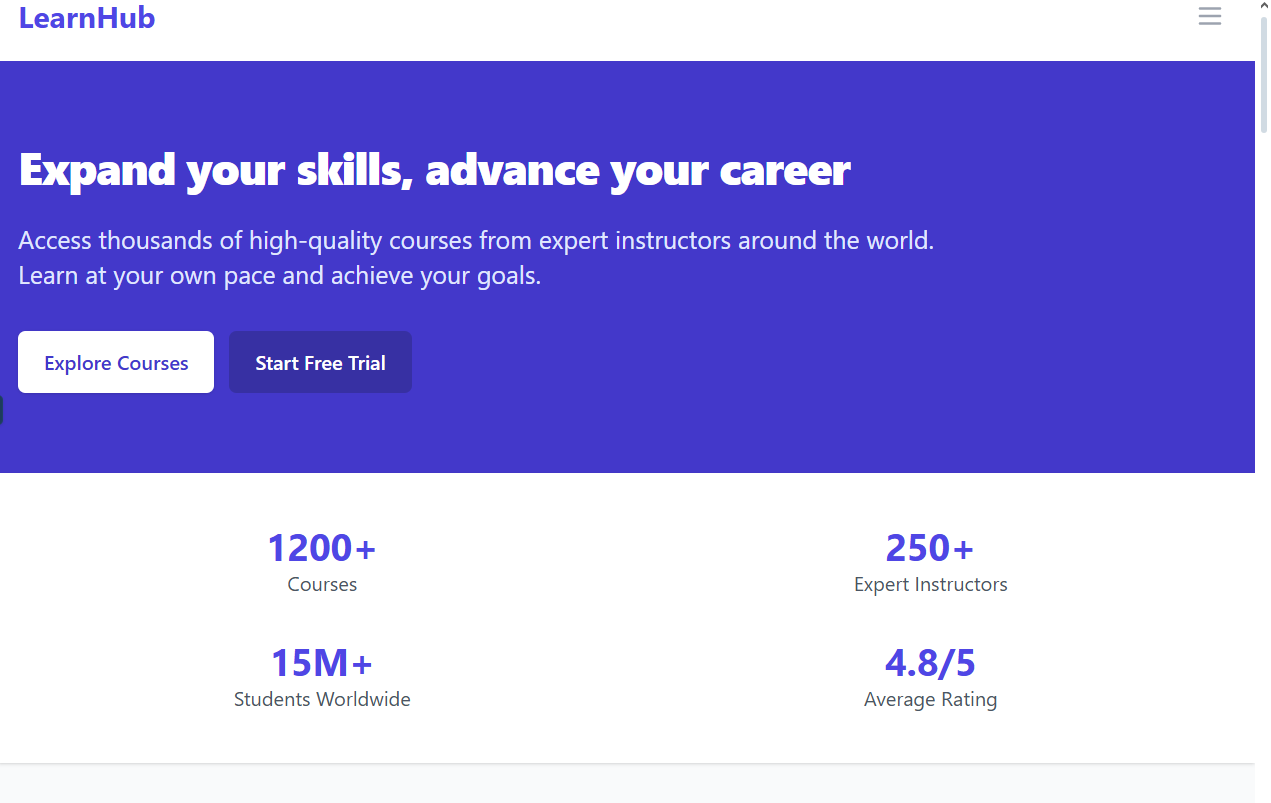 LearnHub
Expand your skills, advance your career
Access thousands of high-quality courses from expert instructors around the world.
Learn at your own pace and achieve your goals.
Explore Courses
Start Free Trial
1200+
Courses
250+
Expert Instructors
15M+
Students Worldwide
4.8/5
Average Rating